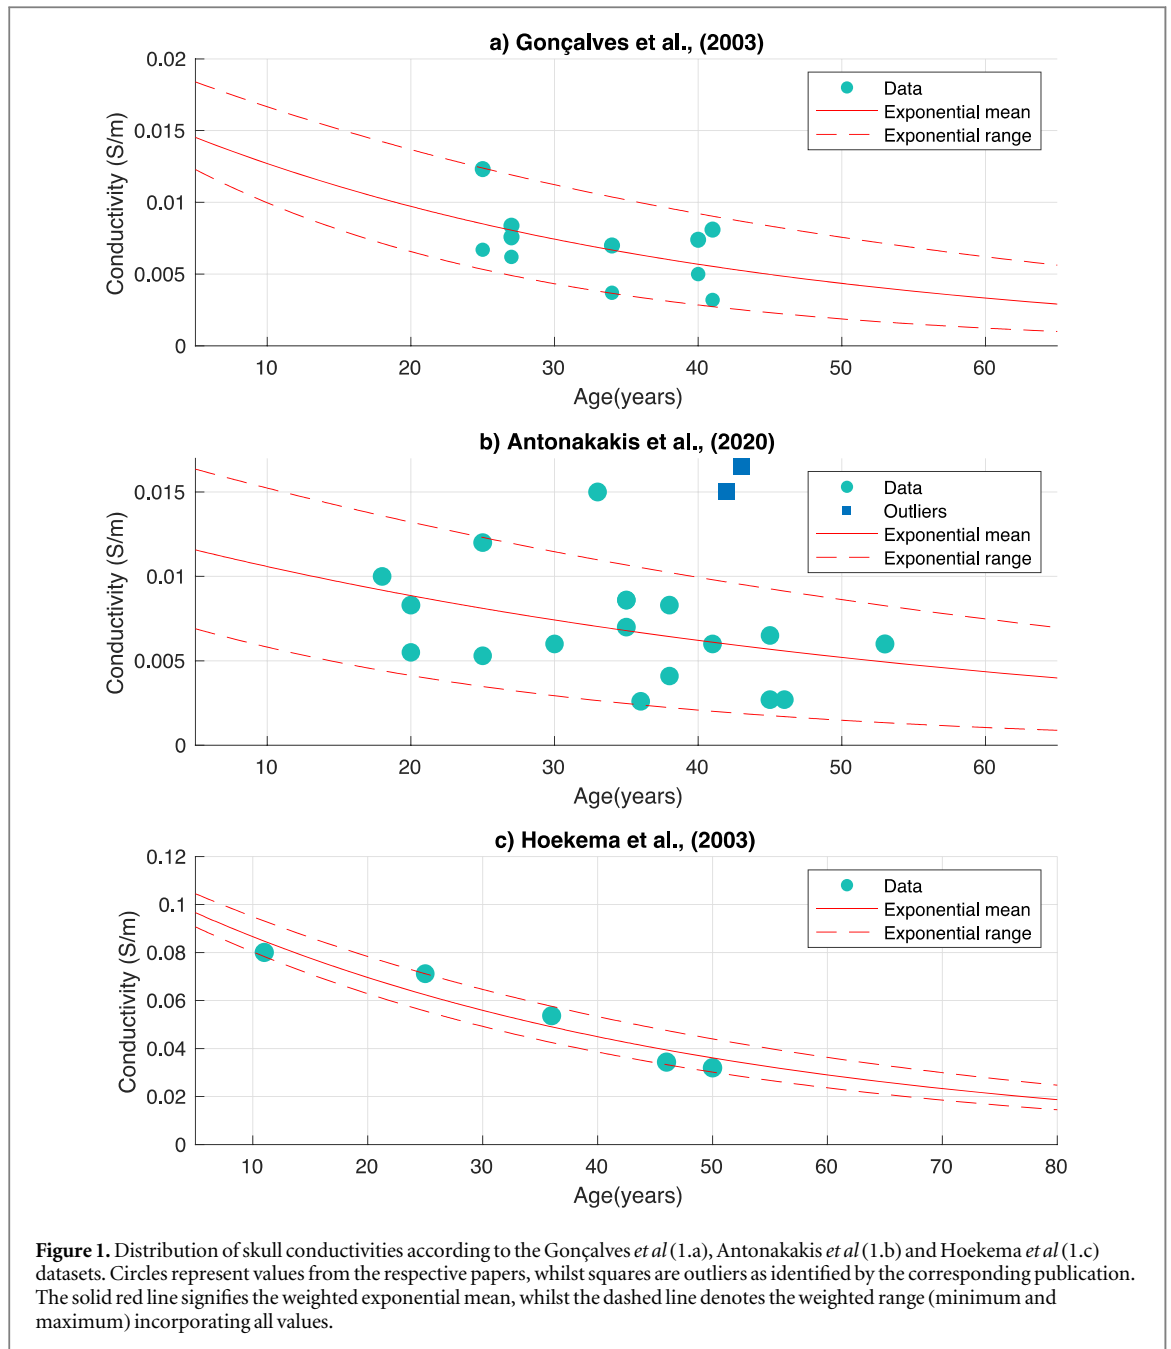 a) Gonçalves et al., (2003)
0.02
0.015
0.01
0.005
0
Conductivity (S/m)
Data
Exponential mean
Exponential range
10 20 30 40 50 60
Age(years)
b) Antonakakis et al., (2020)
0.015
0.01
0.005
0
Conductivity (S/m)
Data
Outliers
Exponential mean
Exponential range
10 20 30 40 50 60
Age(years)
c) Hoekema et al., (2003)
0.12
0.1
0.08
0.06
0.04
0.02
0
Conductivity (S/m)
Data
Exponential mean
Exponential range
10 20 30 40 50 60 70 80
Age(years)
Figure 1. Distribution of skull conductivities according to the Gonçalves et al (1.a), Antonakakis et al (1.b) and Hoekema et al (1.c)
datasets. Circles represent values from the respective papers, whilst squares are outliers as identified by the corresponding publication.
The solid red line signifies the weighted exponential mean, whilst the dashed line denotes the weighted range (minimum and
maximum) incorporating all values.